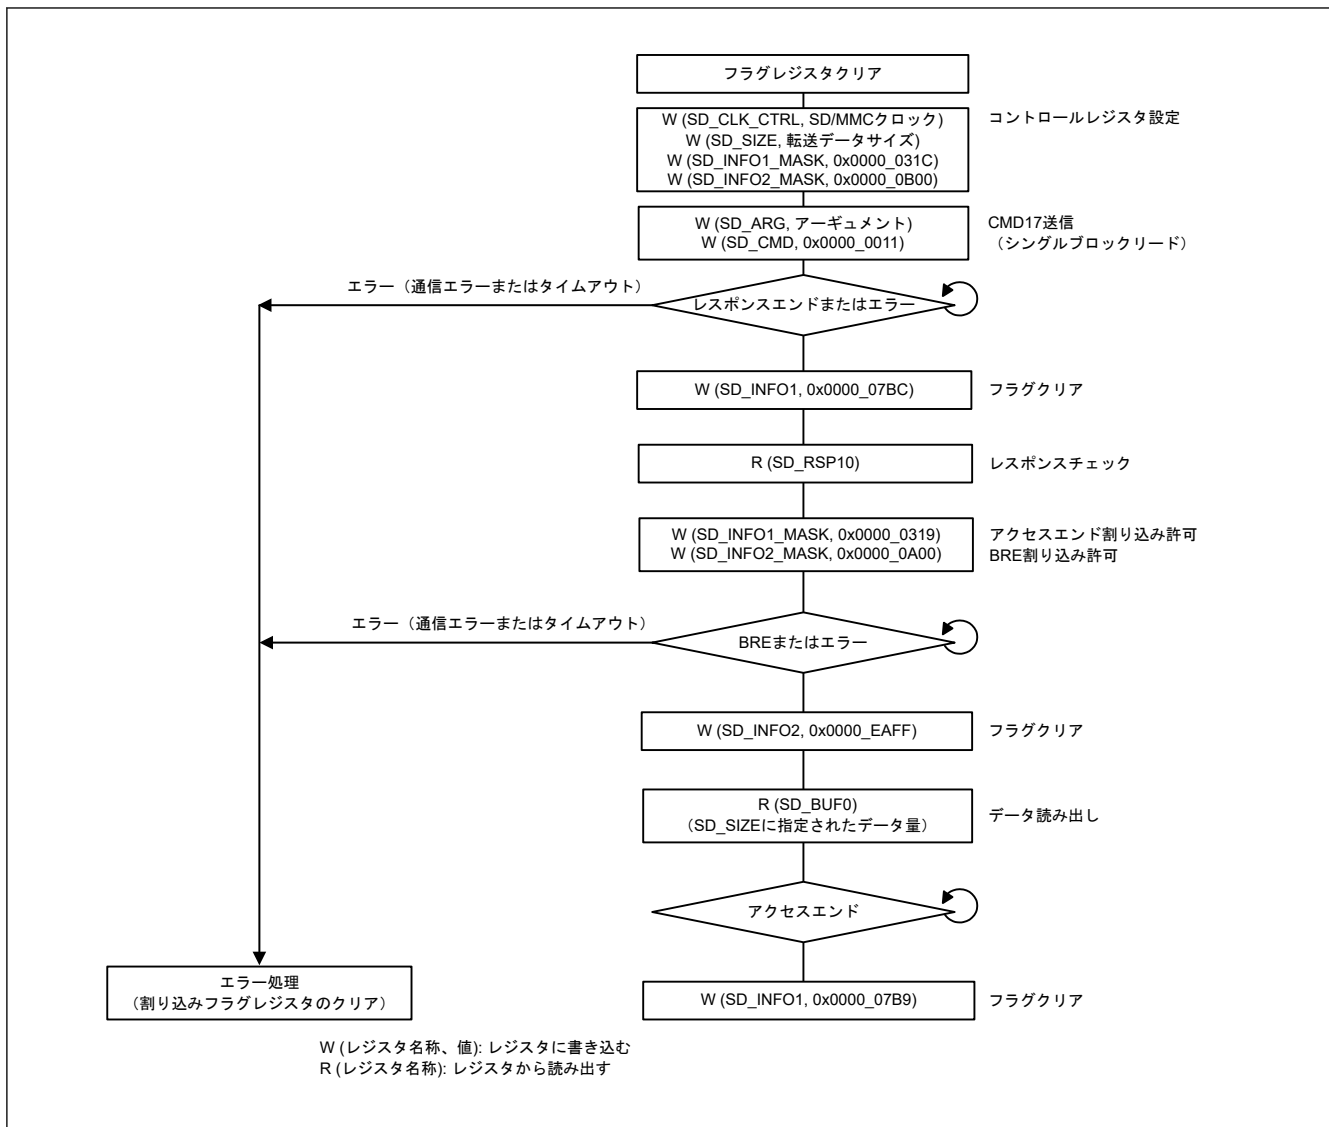 フラグレジスタクリア
W (SD_CLK_CTRL, SD/MMCクロック)
W (SD_SIZE, 転送データサイズ)
W (SD_INFO1_MASK, 0x0000_031C)
W (SD_INFO2_MASK, 0x0000_0B00)
コントロールレジスタ設定
W (SD_ARG, アーギュメント)
W (SD_CMD, 0x0000_0011)
CMD17送信
（シングルブロックリード）
エラー（通信エラーまたはタイムアウト）
レスポンスエンドまたはエラー
W (SD_INFO1, 0x0000_07BC)
フラグクリア
R (SD_RSP10)
レスポンスチェック
W (SD_INFO1_MASK, 0x0000_0319)
W (SD_INFO2_MASK, 0x0000_0A00)
アクセスエンド割り込み許可
BRE割り込み許可
エラー（通信エラーまたはタイムアウト）
BREまたはエラー
W (SD_INFO2, 0x0000_EAFF)
フラグクリア
R (SD_BUF0)
（SD_SIZEに指定されたデータ量）
データ読み出し
アクセスエンド
エラー処理
（割り込みフラグレジスタのクリア）
W (SD_INFO1, 0x0000_07B9)
フラグクリア
W (レジスタ名称、値): レジスタに書き込む
R (レジスタ名称): レジスタから読み出す